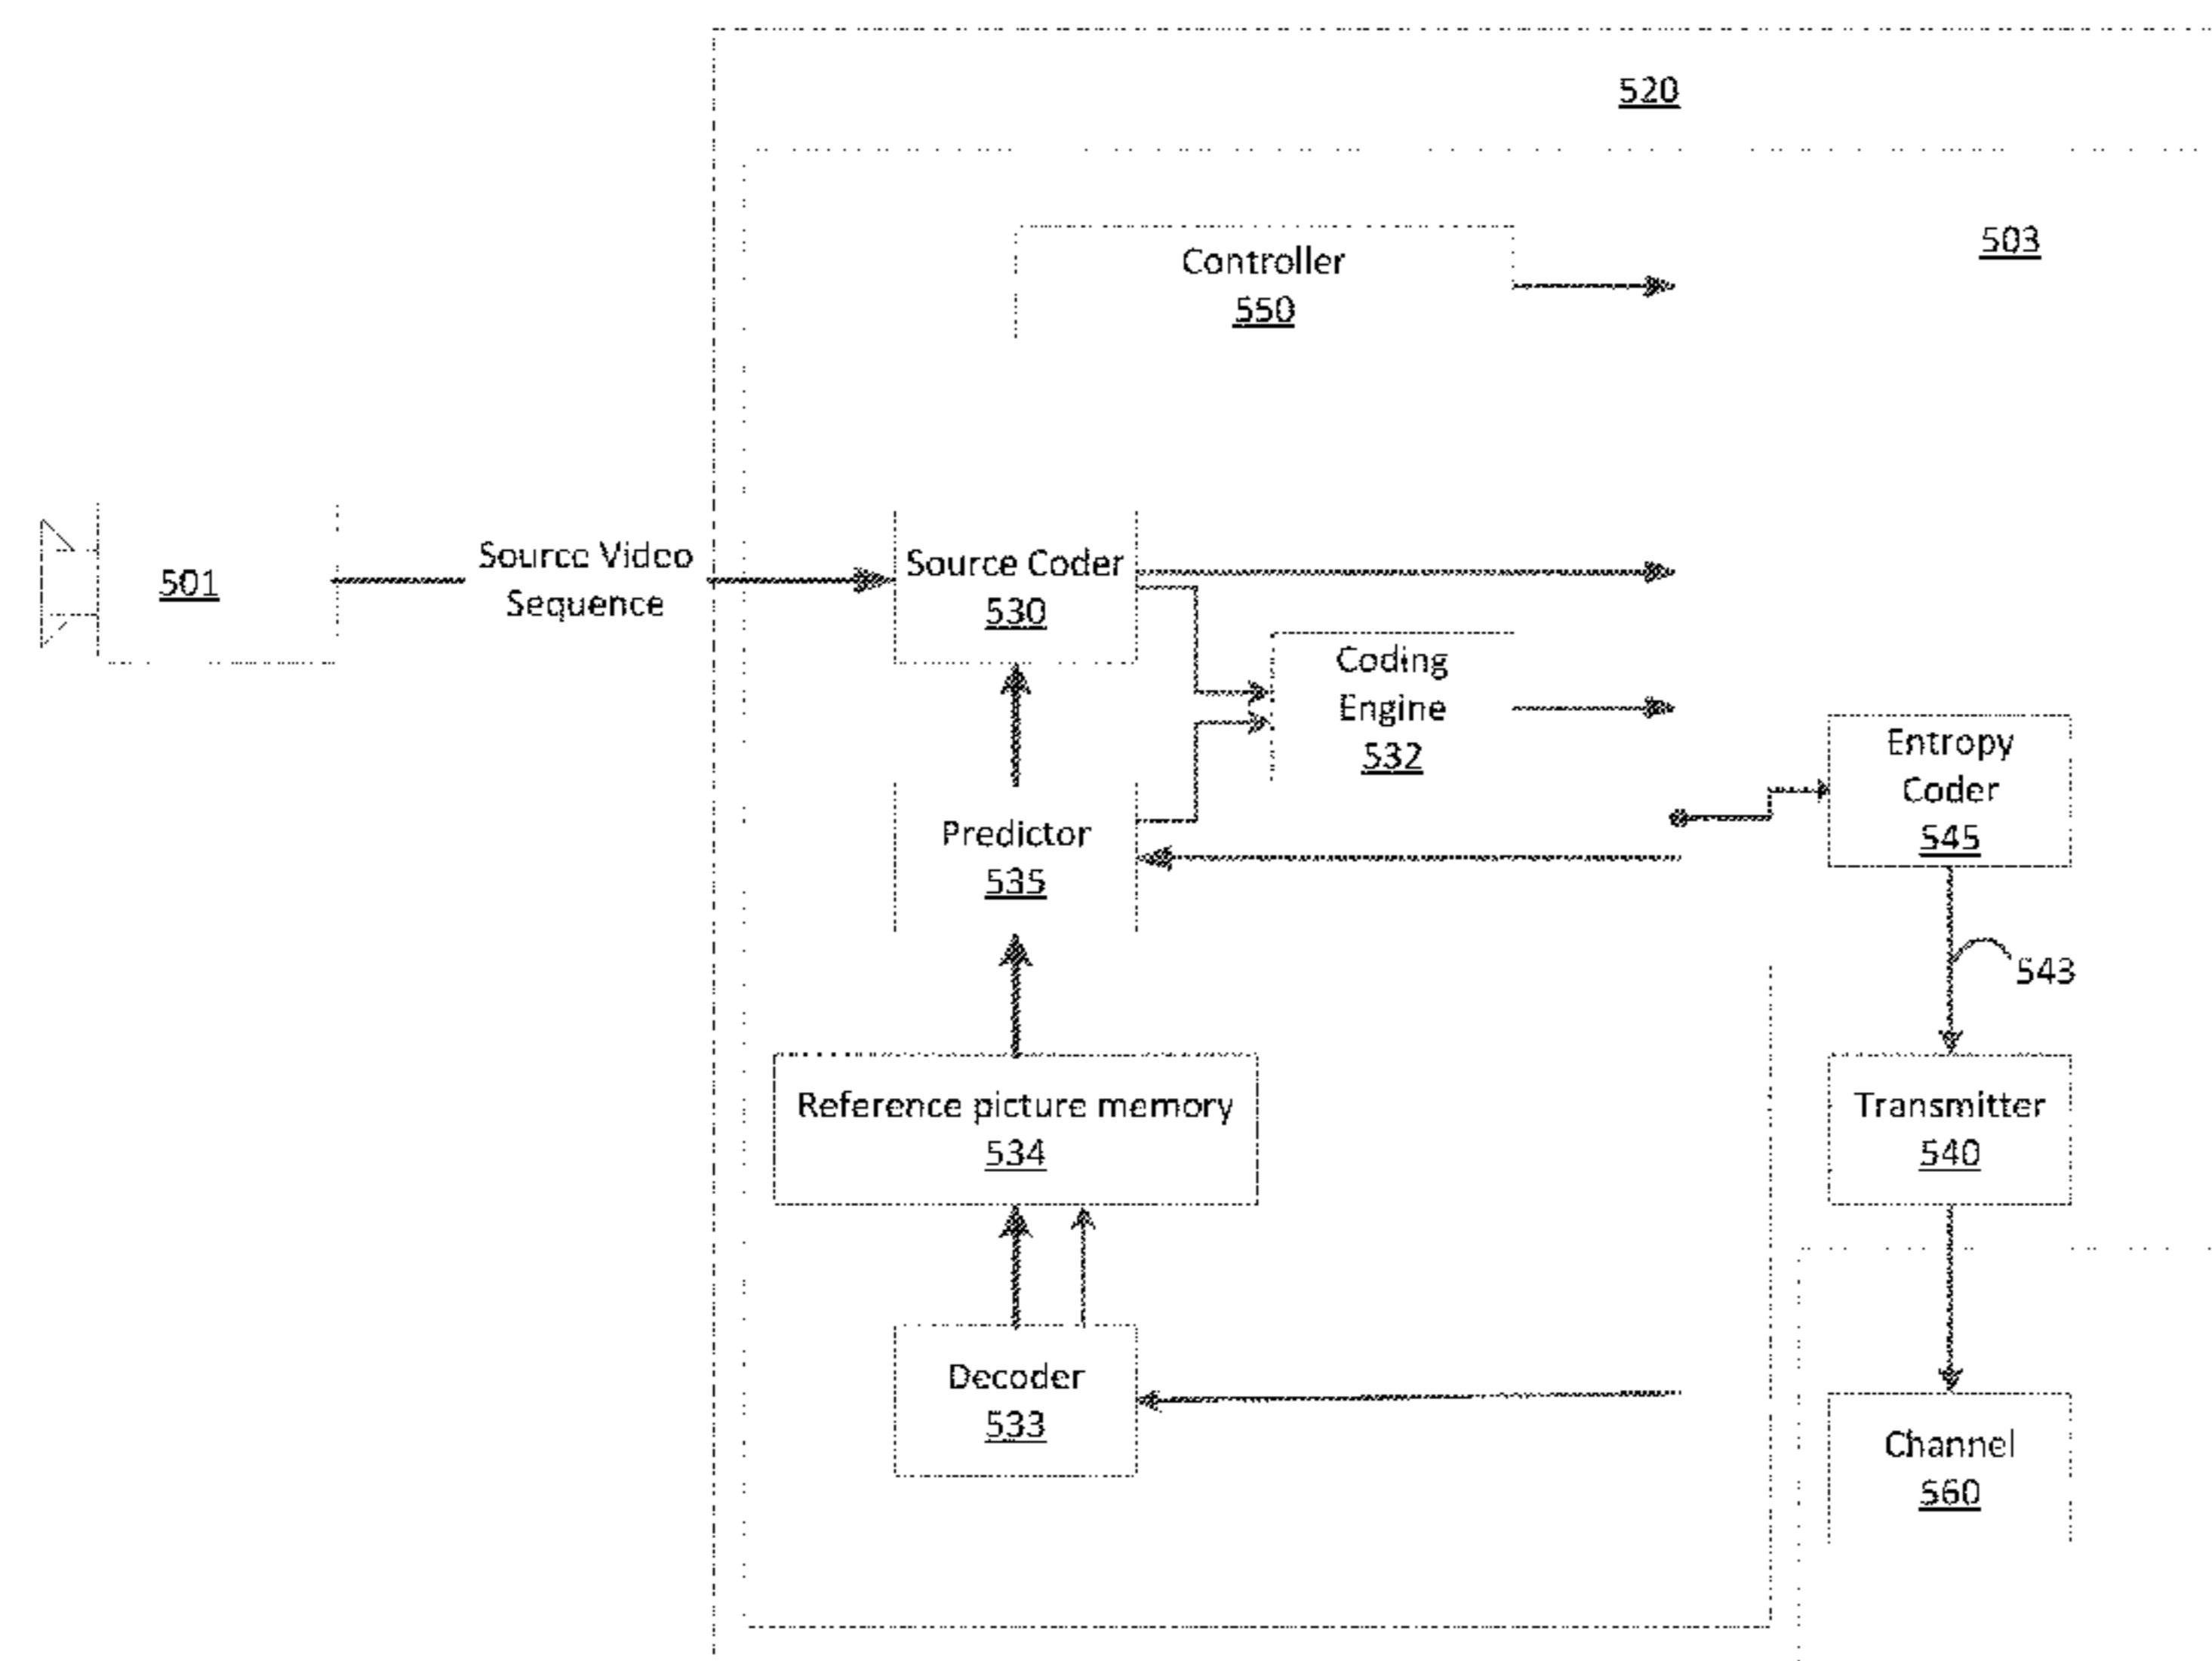 520
503
Controller
550
501
Source Video
Sequence
Source Coder
530
Coding
Engine
532
Entropy
Coder
545
Predictor
535
543
Reference picture memory
534
Transmitter
540
Decoder
533
Channel
560